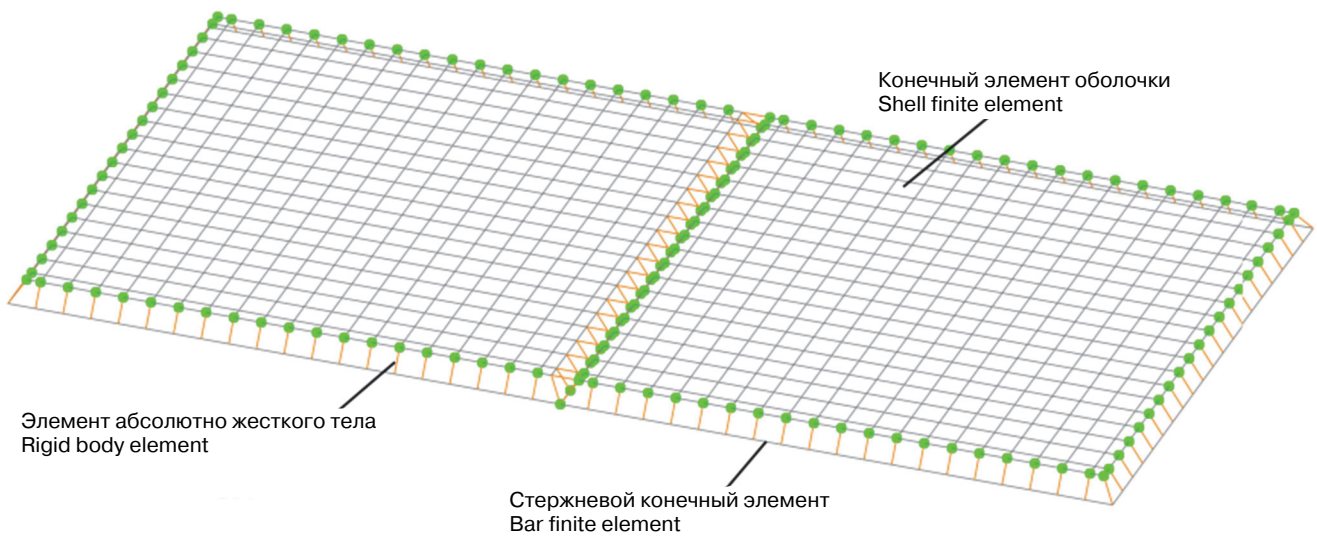 Конечный элемент оболочки
Shell finite element
Элемент абсолютно жесткого тела
Rigid body element
Стержневой конечный элемент
Bar finite element